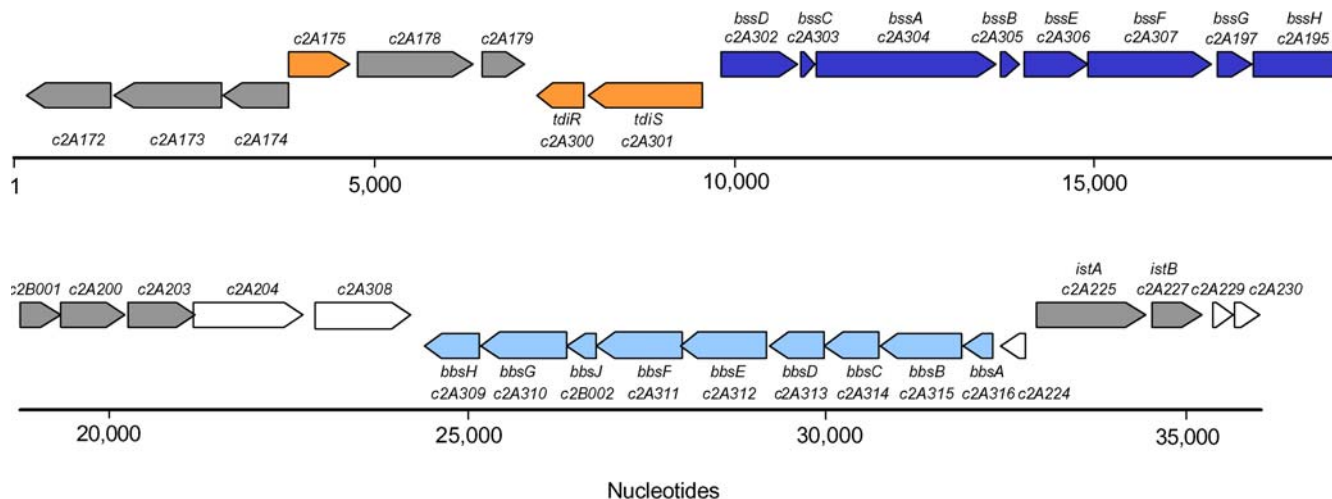 bssD bssC bssA bssB bssE bssF bssG bssH
c2A175 c2A178 c2A179 c2A302 c2A303 c2A304 c2A305 c2A306 c2A307 c2A197 c2A195
tdiR tdiS
c2A172 c2A173 c2A174 c2A300 c2A301
1 5,000 10,000 15,000
istA istB
c2B001 c2A200 c2A203 c2A204 c2A308 c2A225 c2A227 c2A229 c2A230
bbsH bbsG bbsJ bbsF bbsE bbsD bbsC bbsB bbsA
c2A309 c2A310 c2B002 c2A311 c2A312 c2A313 c2A314 c2A315 c2A316 c2A224
20,000 25,000 30,000 35,000
Nucleotides